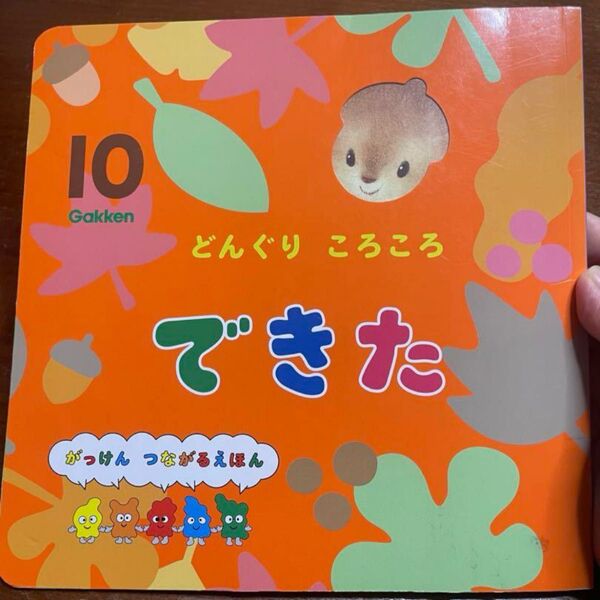 10
Gakken
どんぐり ころころ
できた
がっけん つながるえほん